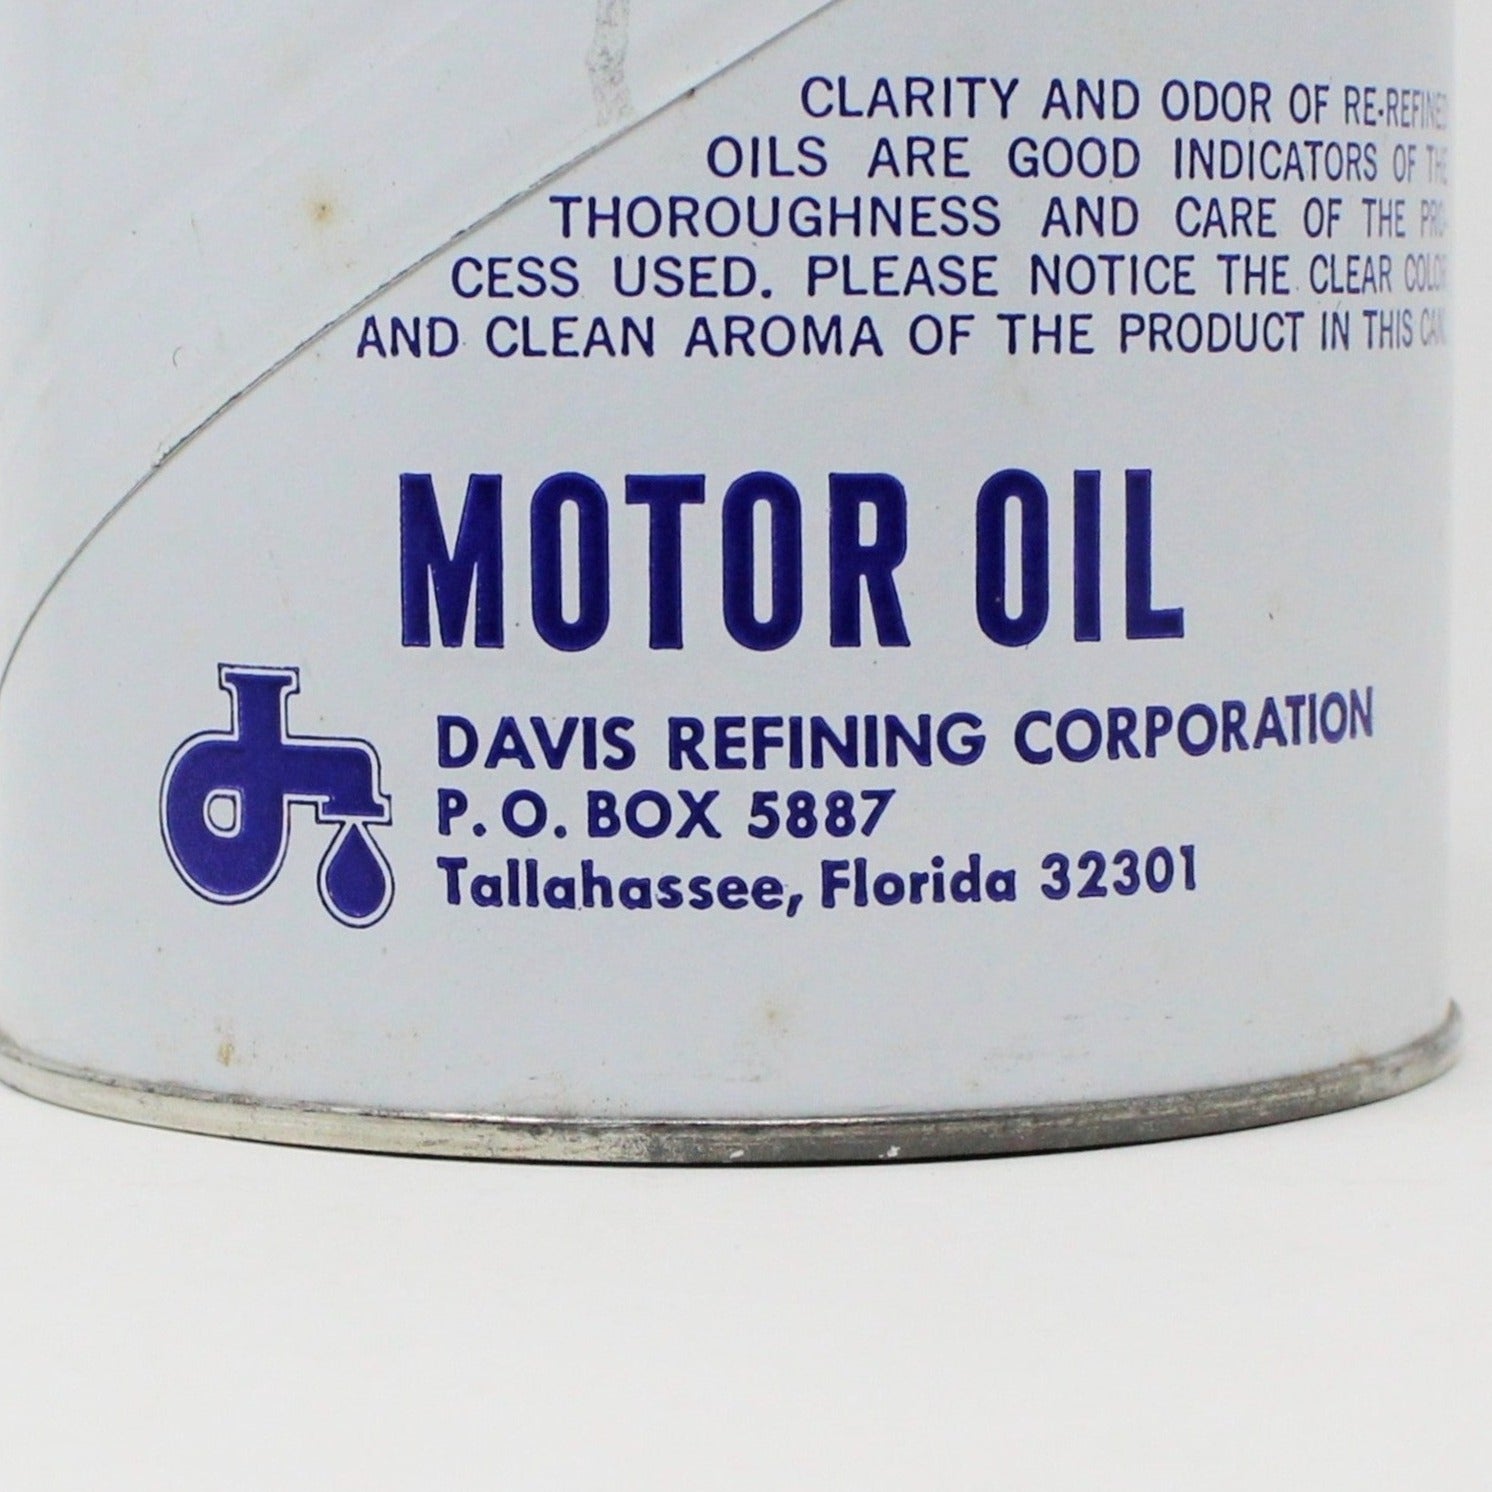 CLARITY AND ODOR OF RE-REFINED
OILS ARE GOOD INDICATORS OF THE
THOROUGHNESS AND CARE OF THE PRO-
CESS USED. PLEASE NOTICE THE CLEAR COLOR
AND CLEAN AROMA OF THE PRODUCT IN THIS CAN.
MOTOR OIL
DAVIS REFINING CORPORATION
P. O. BOX 5887
Tallahassee, Florida 32301